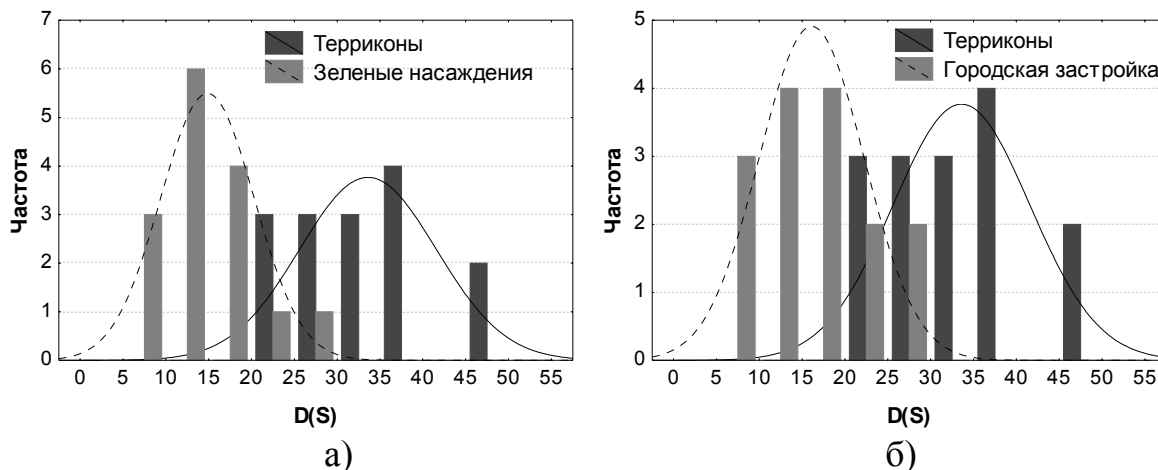 7
6
5
4
3
2
1
0
Частота
Терриконы
Зеленые насаждения
0 5 10 15 20 25 30 35 40 45 50 55
D(S)
а)
5
4
3
2
1
0
Частота
Терриконы
Городская застройка
0 5 10 15 20 25 30 35 40 45 50 55
D(S)
б)